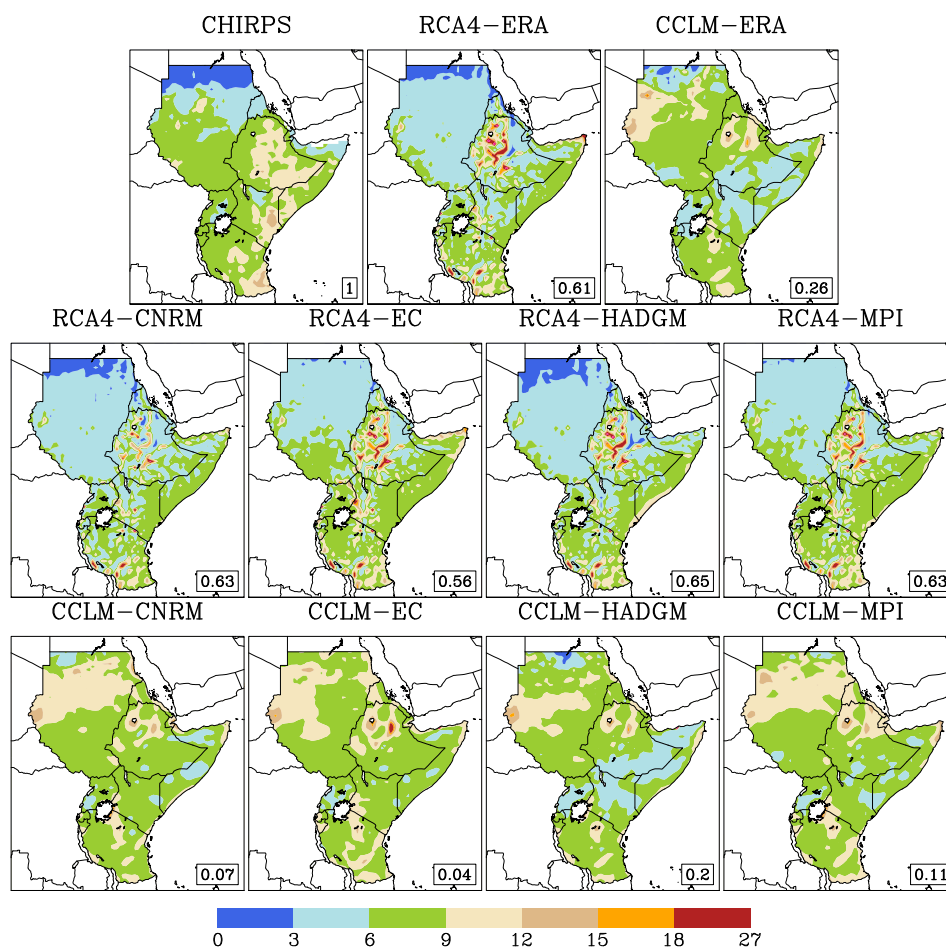 CHIRPS RCA4-ERA CCLM-ERA
1 0.61 0.26
RCA4-CNRM RCA4-EC RCA4-HADGM RCA4-MPI
0.63 0.56 0.65 0.63
CCLM-CNRM CCLM-EC CCLM-HADGM CCLM-MPI
0.07 0.04 0.2 0.11
0 3 6 9 12 15 18 27